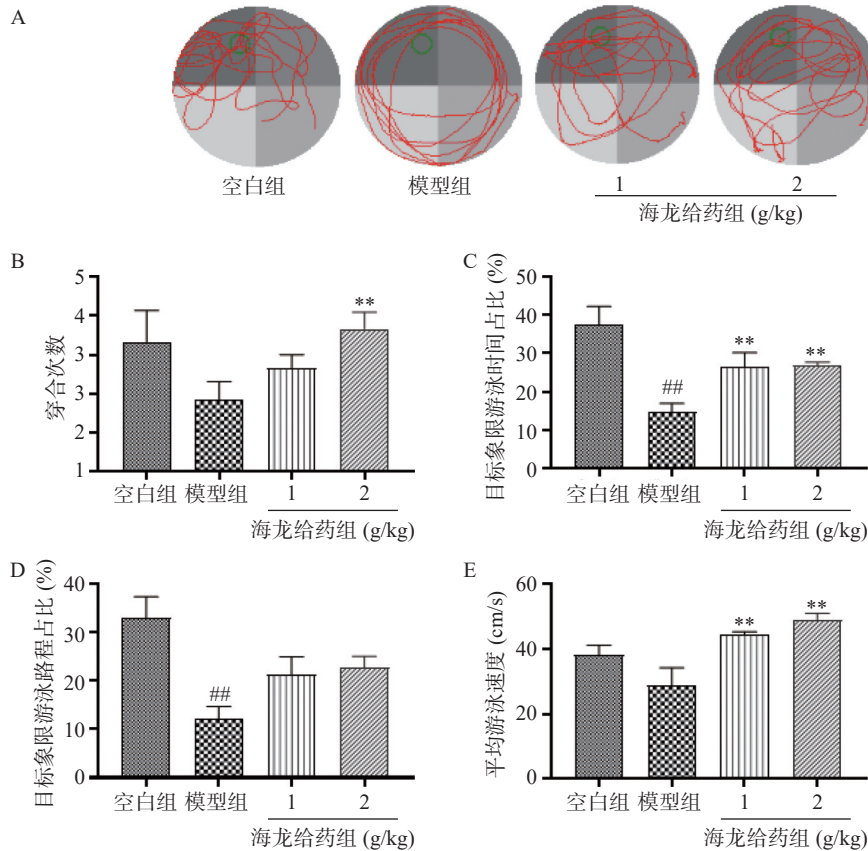 A
空白组
模型组
1
2
海龙给药组 (g/kg)
B
穿合次数
5
4
3
3
2
1
空白组
模型组
1
2
海龙给药组 (g/kg)
**
C
目标象限游泳时间占比 (%)
50
40
30
20
10
0
##
**
**
空白组
模型组
1
2
海龙给药组 (g/kg)
D
目标象限游泳路程占比 (%)
40
30
20
10
0
##
空白组
模型组
1
2
海龙给药组 (g/kg)
E
平均游泳速度 (cm/s)
60
40
20
0
**
**
空白组
模型组
1
2
海龙给药组 (g/kg)